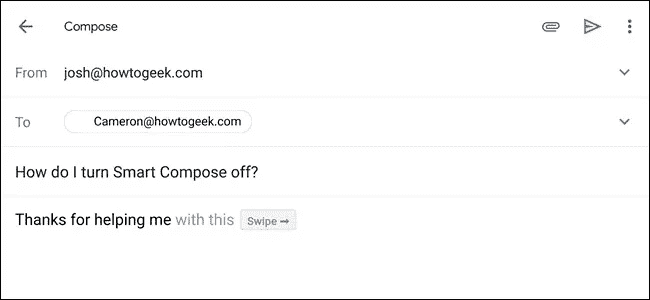 Compose
From josh@howtogeek.com
To Cameron@howtogeek.com
How do I turn Smart Compose off?
Thanks for helping me with this Swipe ➞